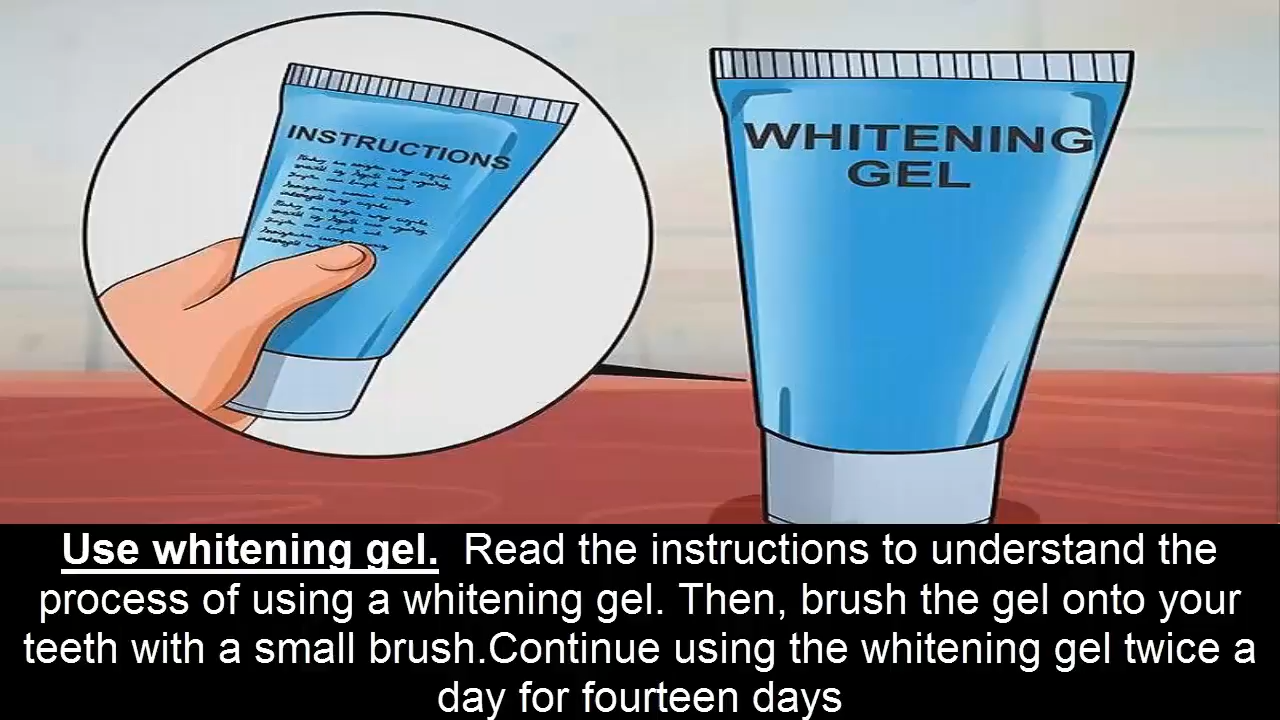 INSTRUCTIONS
WHITENING
GEL
Use whitening gel.  Read the instructions to understand the
process of using a whitening gel. Then, brush the gel onto your
teeth with a small brush.Continue using the whitening gel twice a
day for fourteen days